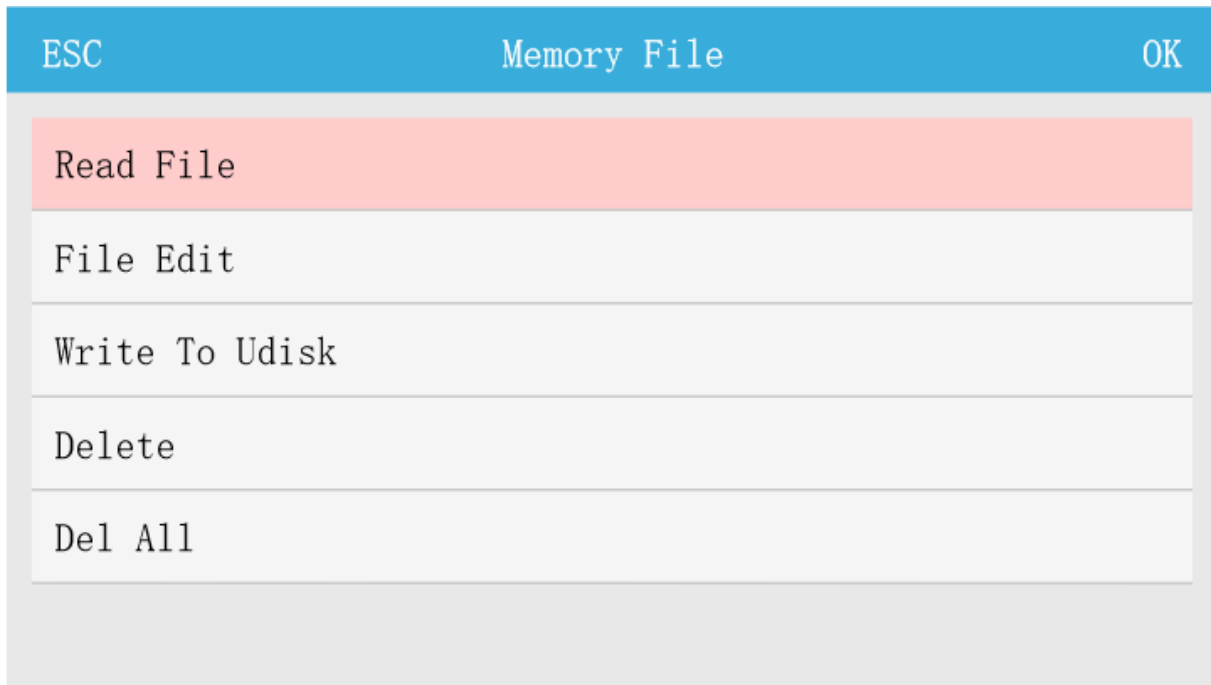 ESC Memory File OK
Read File
File Edit
Write To Udisk
Delete
Del All